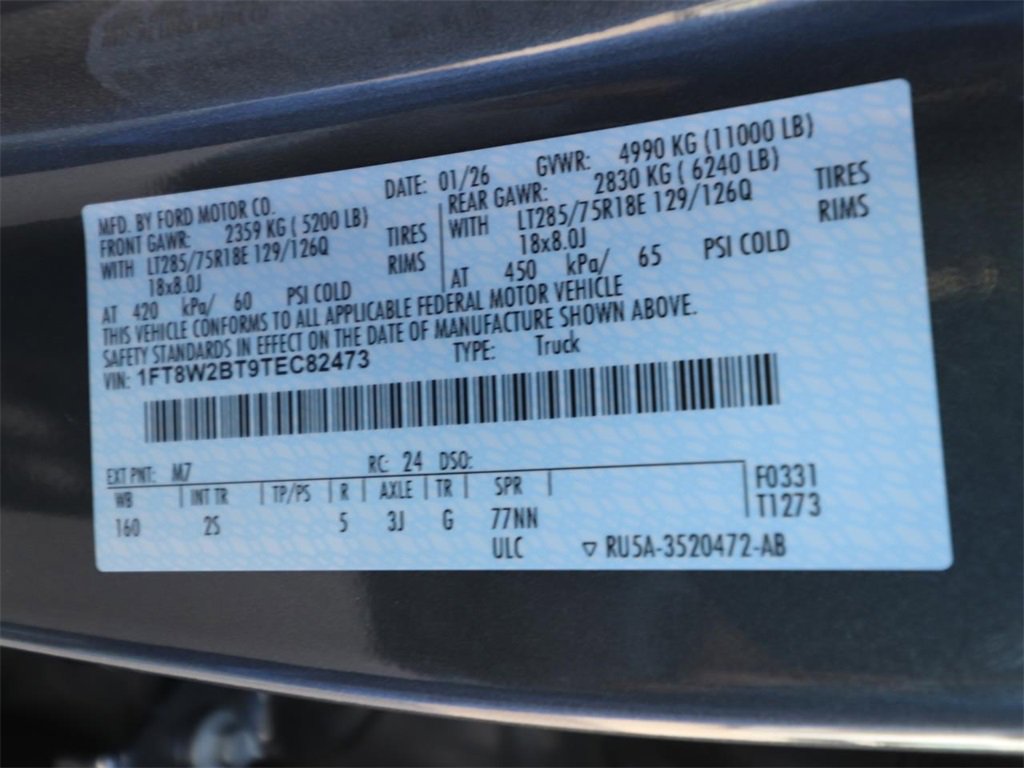 MFD. BY FORD MOTOR CO. DATE: 01/26 GVWR: 4990 KG (11000 LB)
FRONT GAWR: 2359 KG ( 5200 LB) REAR GAWR: 2830 KG ( 6240 LB)
WITH LT285/75R18E 129/126Q TIRES WITH LT285/75R18E 129/126Q TIRES
18x8.0J RIMS 18x8.0J RIMS
AT 420 kPa/ 60 PSI COLD AT 450 kPa/ 65 PSI COLD
THIS VEHICLE CONFORMS TO ALL APPLICABLE FEDERAL MOTOR VEHICLE
SAFETY STANDARDS IN EFFECT ON THE DATE OF MANUFACTURE SHOWN ABOVE.
VIN: 1FT8W2BT9TEC82473 TYPE: Truck
EXT PNT: M7 RC: 24 DSO:
WB INT TR TP/PS R AXLE TR SPR F0331
160 2S 5 3J G 77NN T1273
ULC ▽ RU5A-3520472-AB